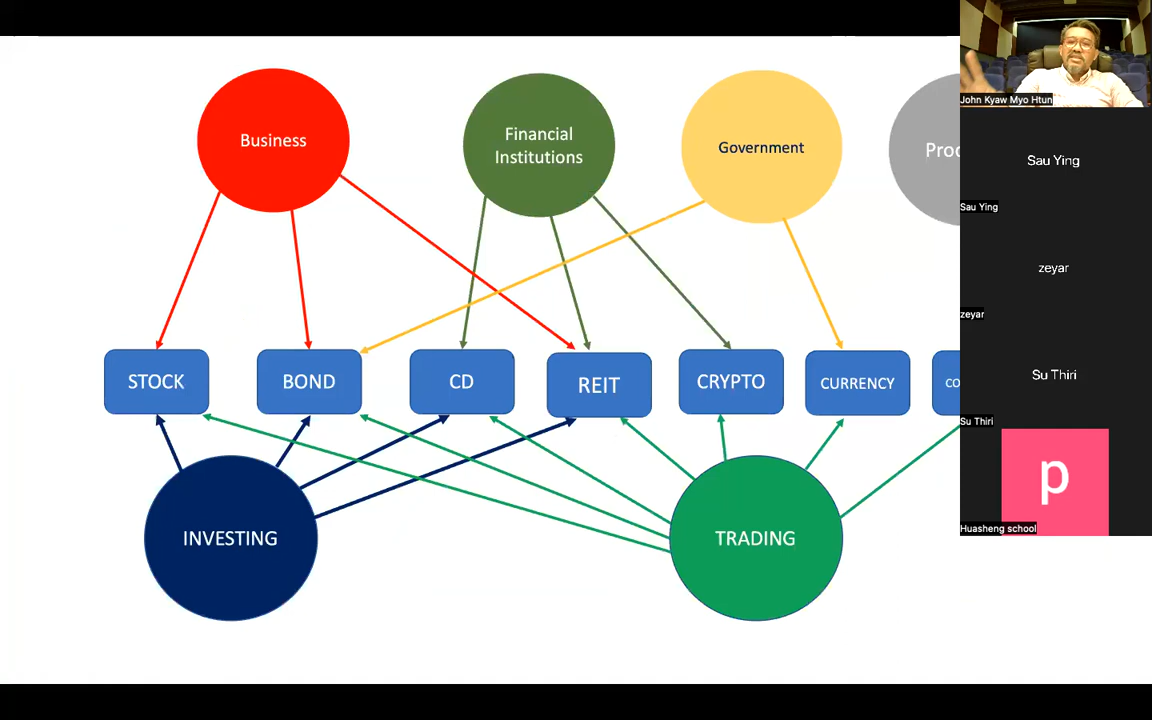 Business
Financial
Institutions
Government
STOCK
BOND
CD
REIT
CRYPTO
CURRENCY
INVESTING
TRADING
John Kyaw Myo Htun
Sau Ying
Sau Ying
zeyar
zeyar
Su Thiri
Su Thiri
p
Huasheng school